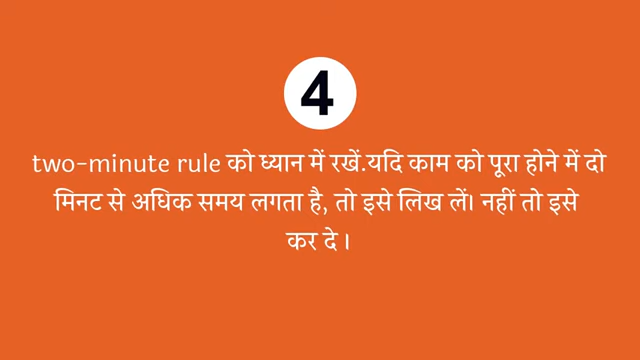 4
two-minute rule को ध्यान में रखें.यदि काम को पूरा होने में दो
मिनट से अधिक समय लगता है, तो इसे लिख लें। नहीं तो इसे
कर दे ।